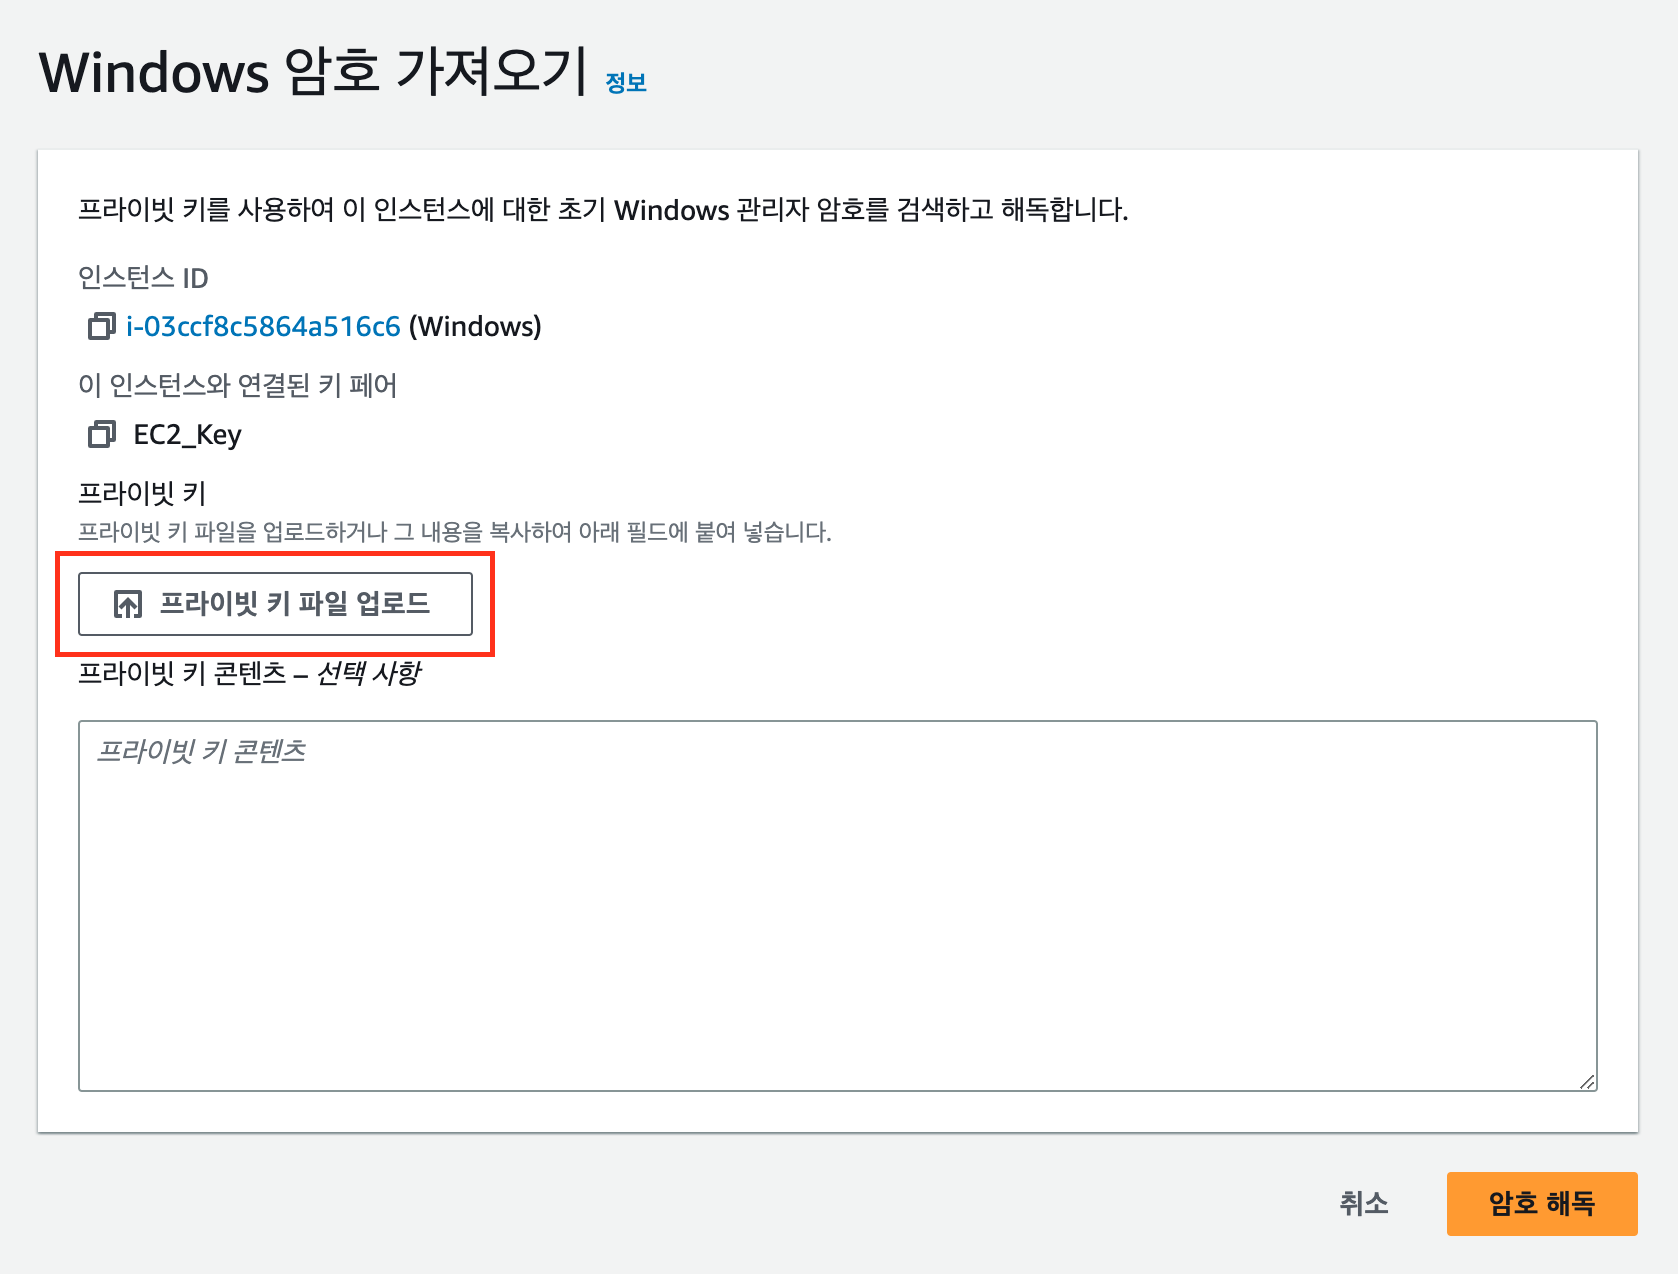 Windows 암호 가져오기 정보
프라이빗 키를 사용하여 이 인스턴스에 대한 초기 Windows 관리자 암호를 검색하고 해독합니다.
인스턴스 ID
i-03ccf8c5864a516c6 (Windows)
이 인스턴스와 연결된 키 페어
EC2_Key
프라이빗 키
프라이빗 키 파일을 업로드하거나 그 내용을 복사하여 아래 필드에 붙여 넣습니다.
프라이빗 키 파일 업로드
프라이빗 키 콘텐츠 – 선택 사항
프라이빗 키 콘텐츠
취소 암호 해독